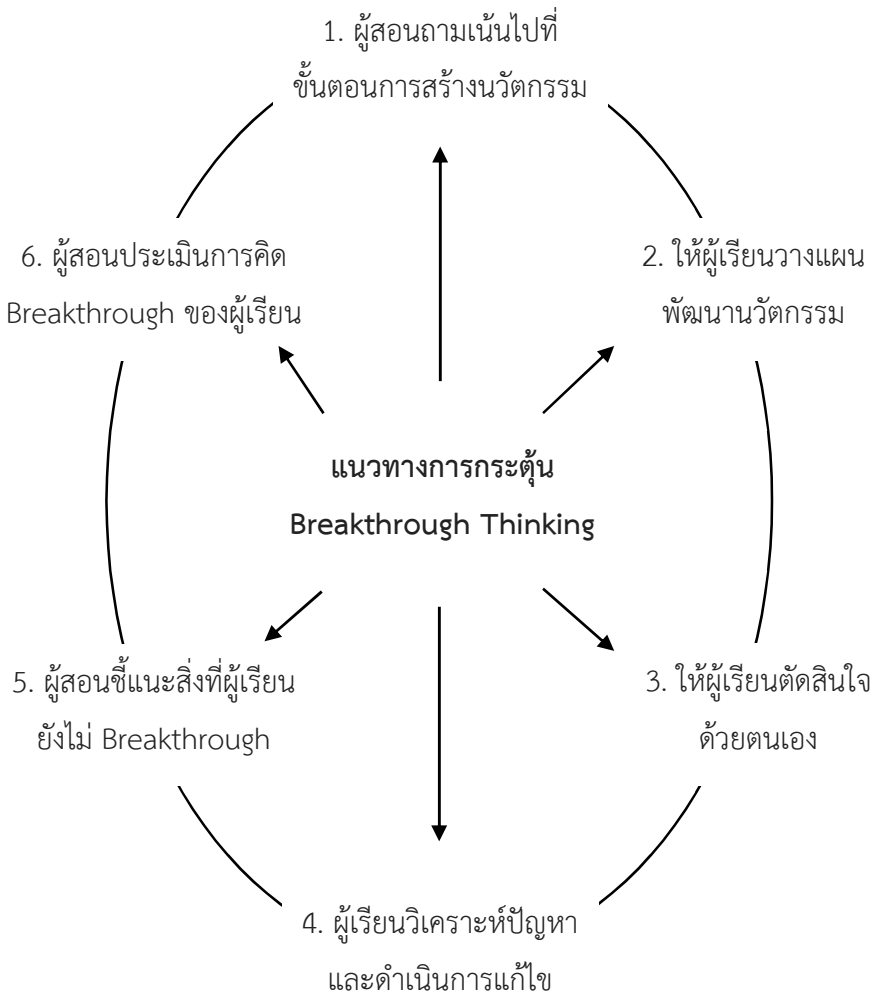 1. ผู้สอนถามเน้นไปที่
ขั้นตอนการสร้างนวัตกรรม
6. ผู้สอนประเมินการคิด
Breakthrough ของผู้เรียน
2. ให้ผู้เรียนวางแผน
พัฒนานวัตกรรม
แนวทางการกระตุ้น
Breakthrough Thinking
5. ผู้สอนชี้แนะสิ่งที่ผู้เรียน
ยังไม่ Breakthrough
3. ให้ผู้เรียนตัดสินใจ
ด้วยตนเอง
4. ผู้เรียนวิเคราะห์ปัญหา
และดำเนินการแก้ไข